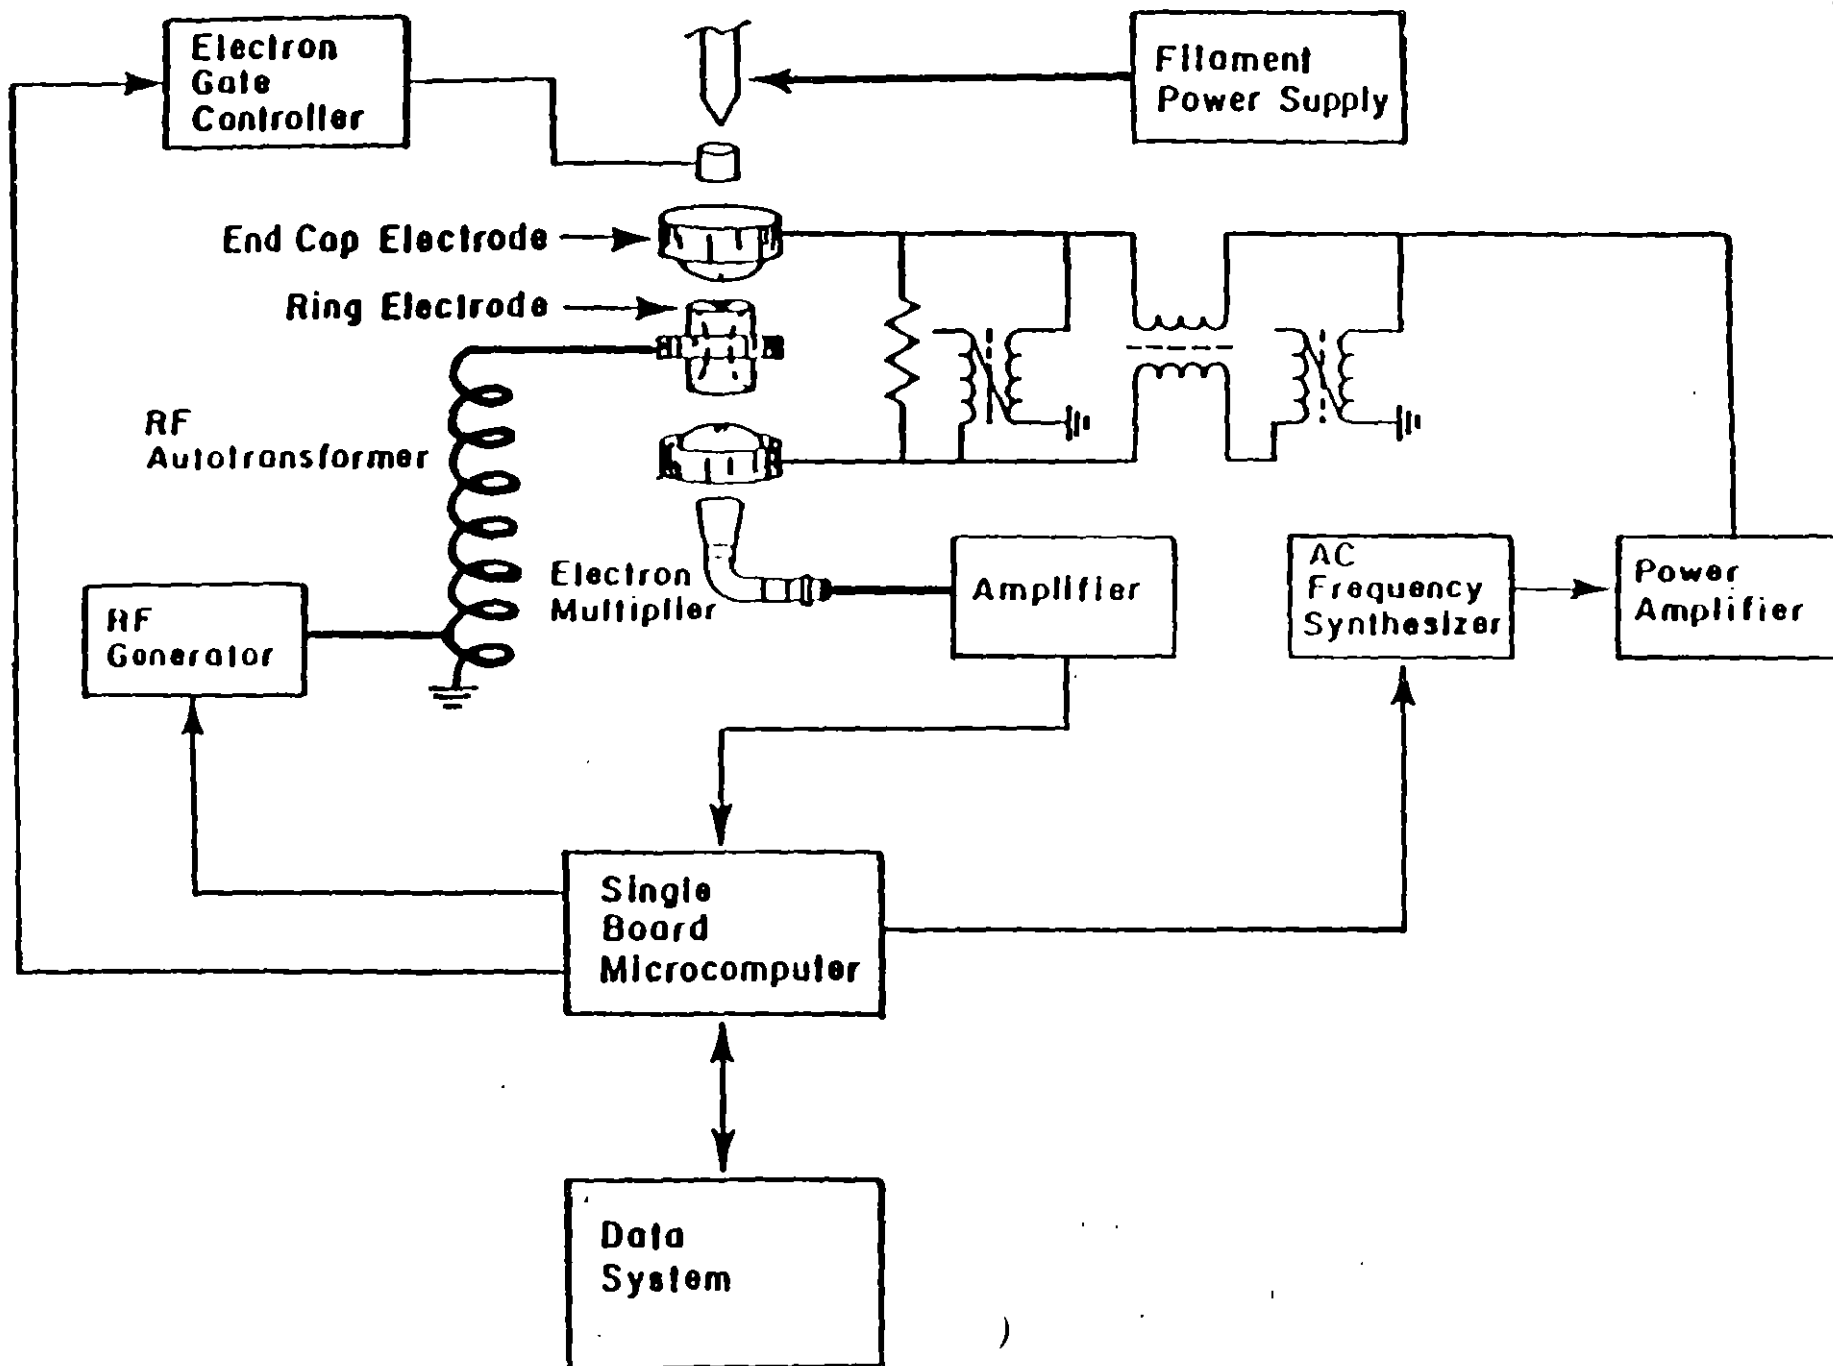 Electron
Gate
Controller
Filament
Power Supply
End Cap Electrode
Ring Electrode
RF
Autotransformer
Electron
Multiplier
Amplifier
AC
Frequency
Synthesizer
Power
Amplifier
RF
Generator
Single
Board
Microcomputer
Data
System